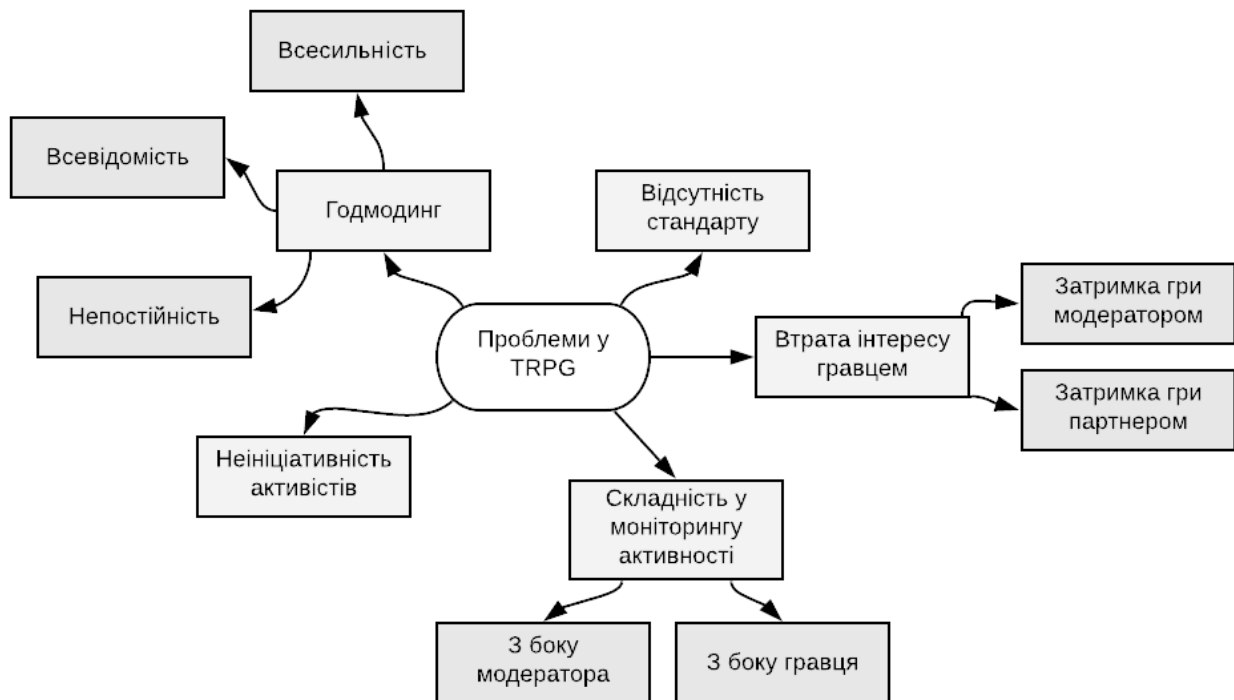 Всесильність
Всевідомість
Годмодинг
Відсутність
стандарту
Непостійність
Проблеми у
TRPG
Втрата інтересу
гравцем
Затримка гри
модератором
Затримка гри
партнером
Неініціативність
активістів
Складність у
моніторингу
активності
З боку
модератора
З боку гравця